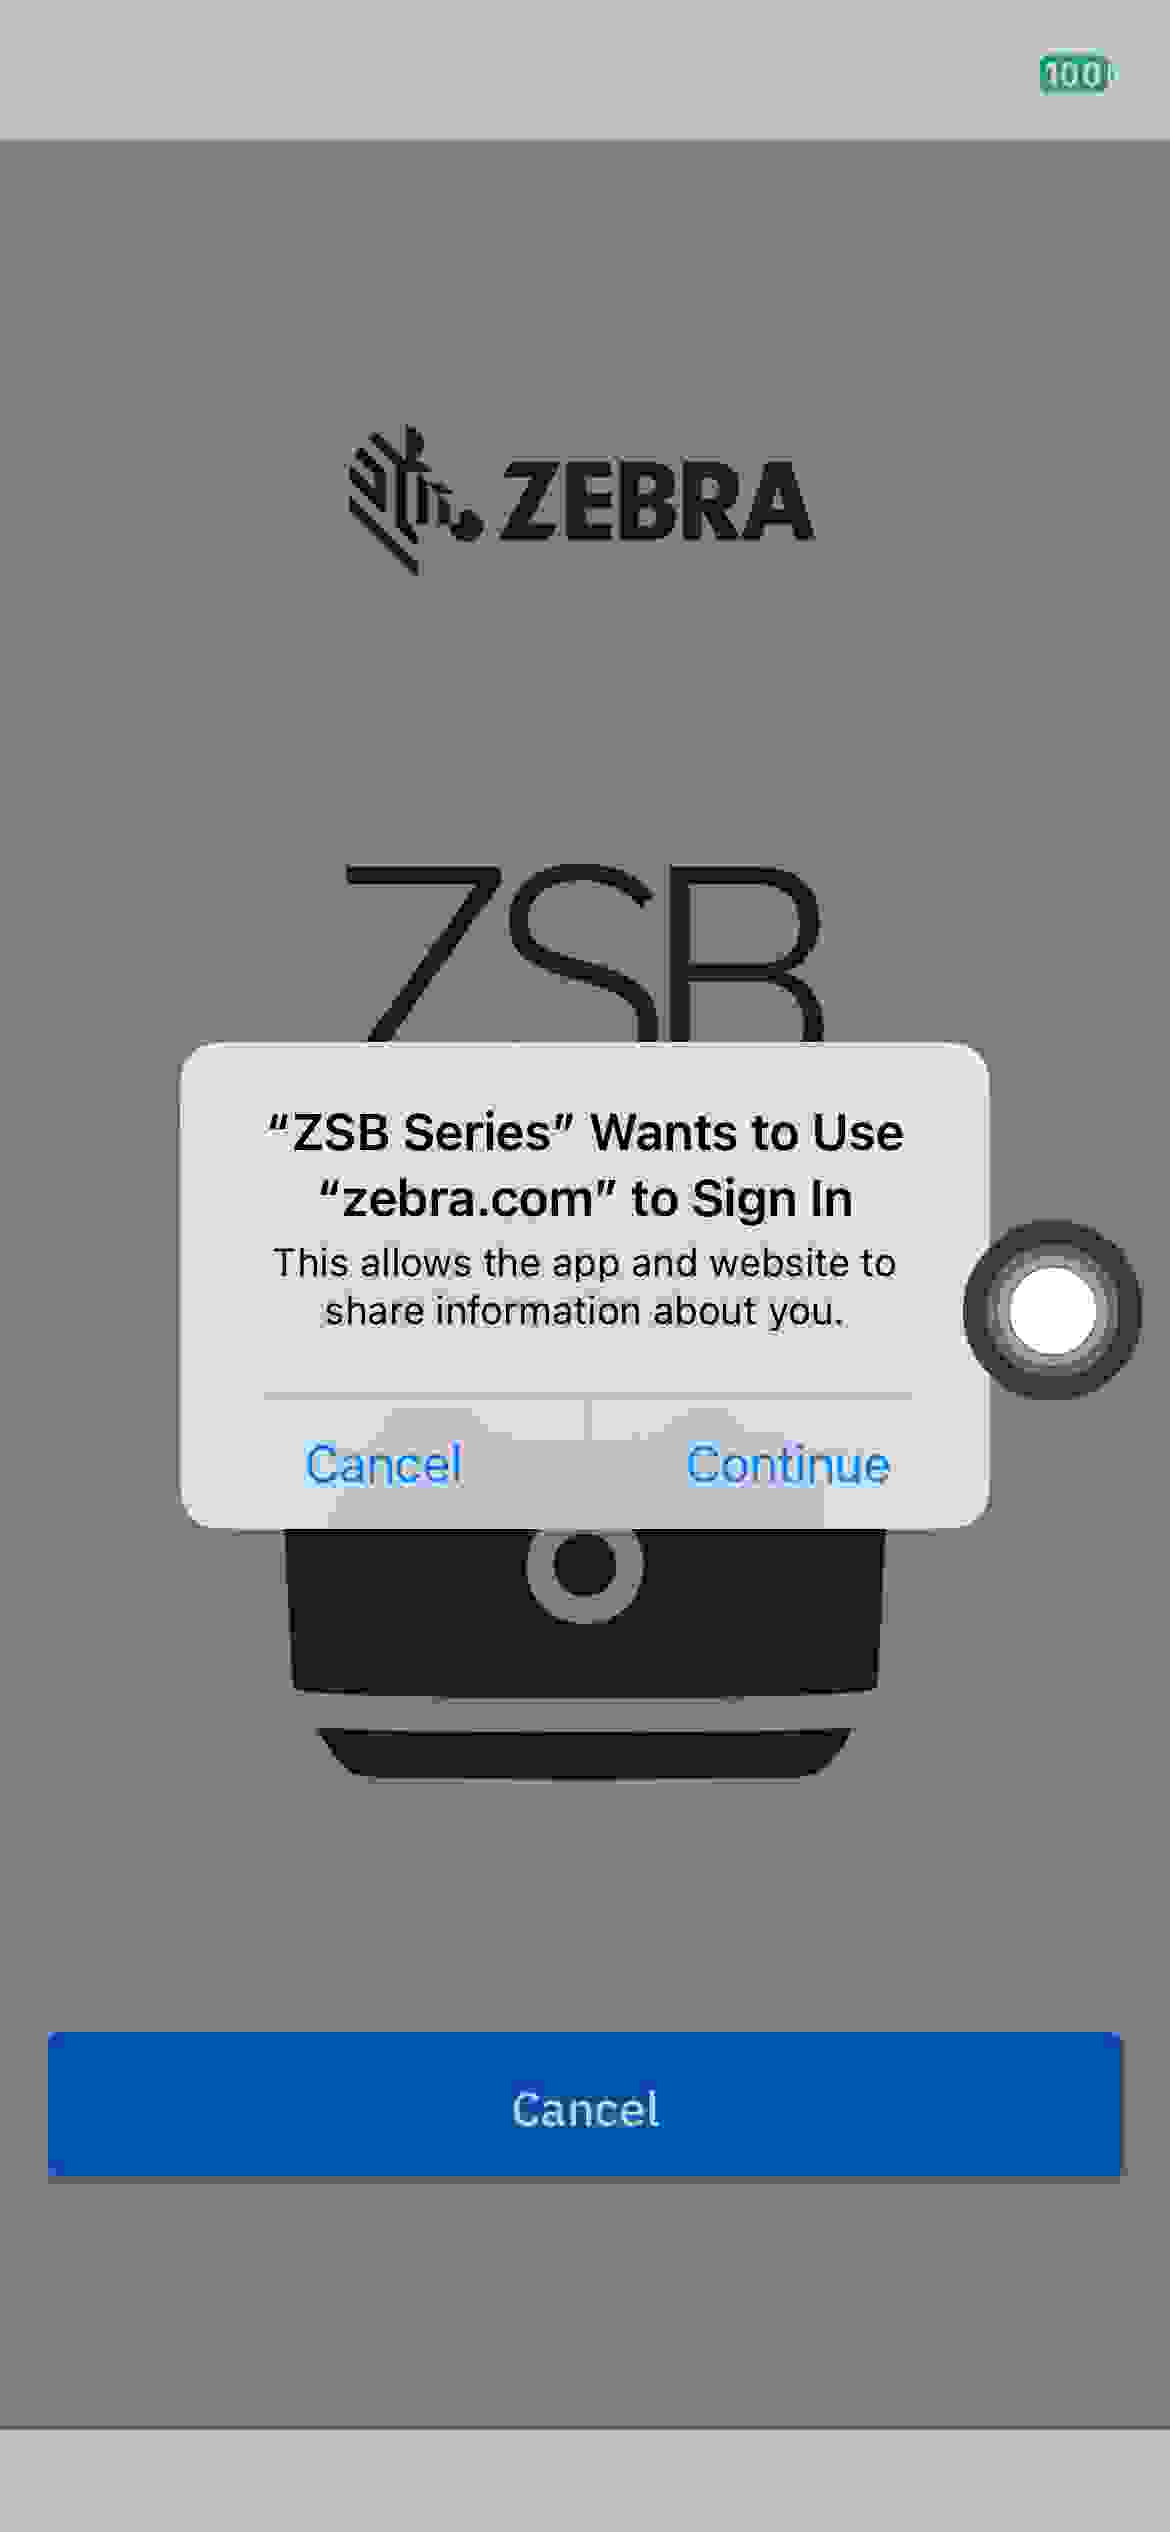 100
ZEBRA
ZSB
“ZSB Series” Wants to Use
“zebra.com” to Sign In
This allows the app and website to
share information about you.
Cancel
Continue
Cancel